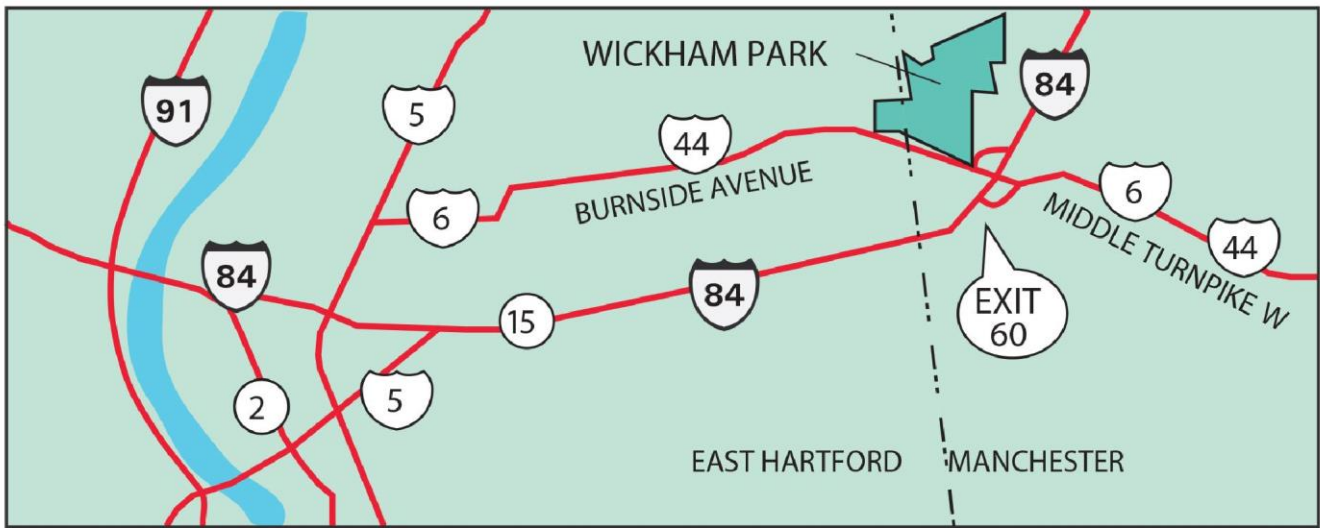 WICKHAM PARK
91
5
84
44
BURNSIDE AVENUE
6
6
MIDDLE TURNPIKE W
44
84
84
EXIT
60
15
2
5
EAST HARTFORD
MANCHESTER